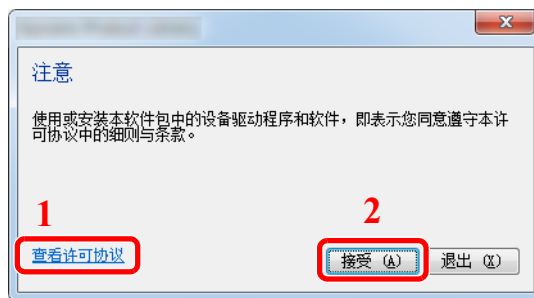 注意
使用或安装本软件包中的设备驱动程序和软件，即表示您同意遵守本许
可协议中的细则与条款。
1
2
查看许可协议
接受 (A)
退出 (X)